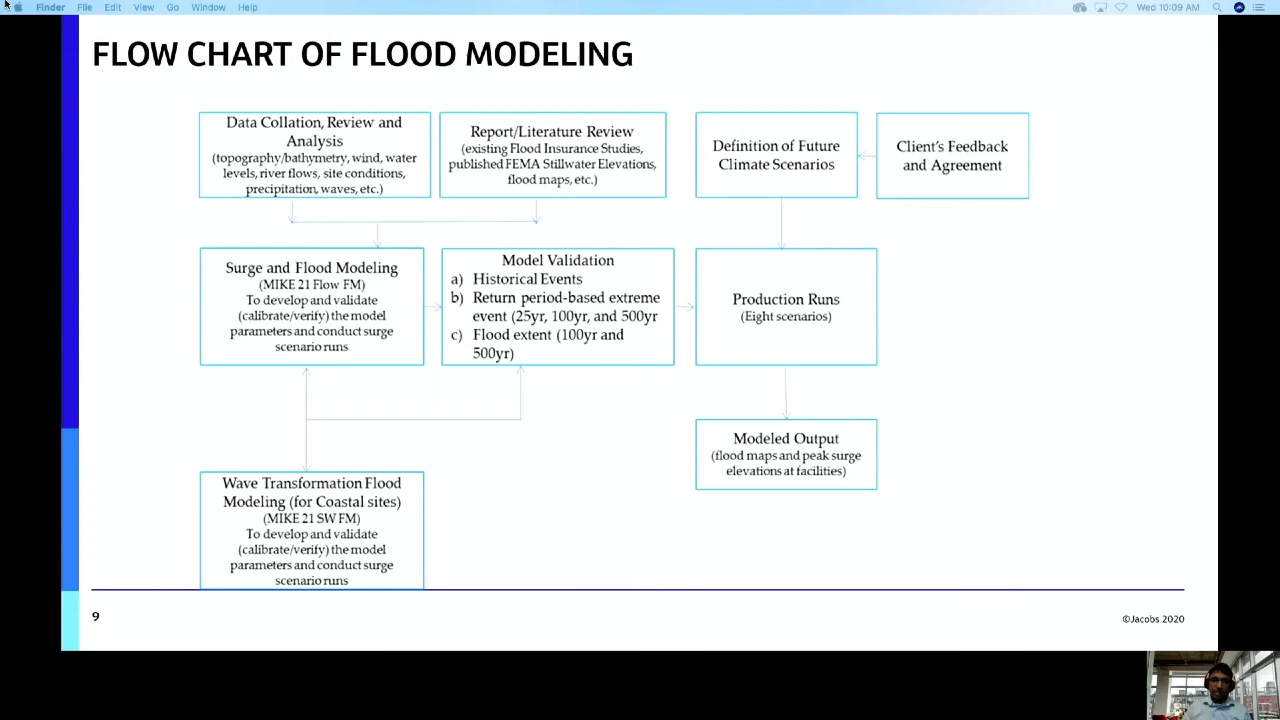 Finder File Edit View Go Window Help Wed 10:09 AM
FLOW CHART OF FLOOD MODELING
Data Collation, Review and
Analysis
(topography/bathymetry, wind, water
levels, river flows, site conditions,
precipitation, waves, etc.)
Report/Literature Review
(existing Flood Insurance Studies,
published FEMA Stillwater Elevations,
flood maps, etc.)
Definition of Future
Climate Scenarios
Client's Feedback
and Agreement
Surge and Flood Modeling
(MIKE 21 Flow FM)
To develop and validate
(calibrate/verify) the model
parameters and conduct surge
scenario runs
Model Validation
a) Historical Events
b) Return period-based extreme
event (25yr, 100yr, and 500yr
c) Flood extent (100yr and
500yr)
Production Runs
(Eight scenarios)
Modeled Output
(flood maps and peak surge
elevations at facilities)
Wave Transformation Flood
Modeling (for Coastal sites)
(MIKE 21 SW FM)
To develop and validate
(calibrate/verify) the model
parameters and conduct surge
scenario runs
9
©Jacobs 2020